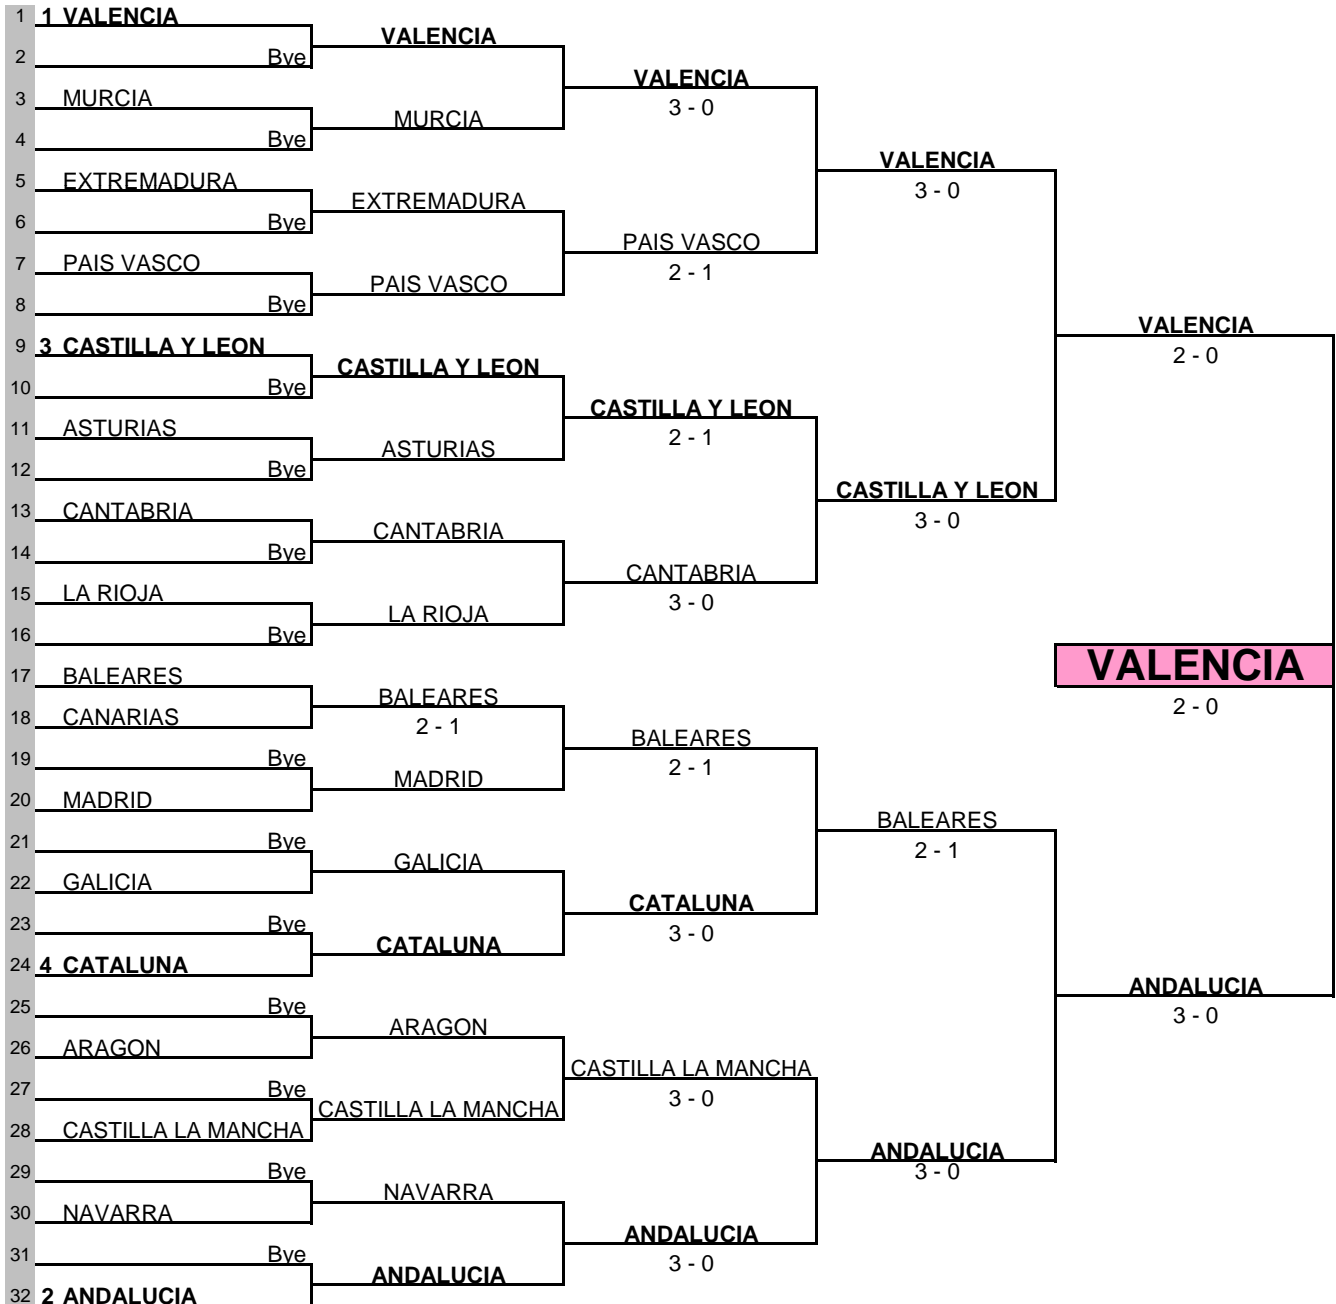 1 1 VALENCIA
VALENCIA
2 Bye
VALENCIA
3 - 0
3 MURCIA
MURCIA
4 Bye
VALENCIA
3 - 0
5 EXTREMADURA
EXTREMADURA
6 Bye
PAIS VASCO
2 - 1
7 PAIS VASCO
PAIS VASCO
8 Bye
VALENCIA
2 - 0
9 3 CASTILLA Y LEON
CASTILLA Y LEON
10 Bye
CASTILLA Y LEON
2 - 1
11 ASTURIAS
ASTURIAS
12 Bye
CASTILLA Y LEON
3 - 0
13 CANTABRIA
CANTABRIA
14 Bye
CANTABRIA
3 - 0
15 LA RIOJA
LA RIOJA
16 Bye
VALENCIA
2 - 0
17 BALEARES
BALEARES
2 - 1
18 CANARIAS
BALEARES
2 - 1
19 Bye
MADRID
20 MADRID
BALEARES
2 - 1
21 Bye
GALICIA
22 GALICIA
CATALUNA
3 - 0
23 Bye
CATALUNA
24 4 CATALUNA
ANDALUCIA
3 - 0
25 Bye
ARAGON
26 ARAGON
CASTILLA LA MANCHA
3 - 0
27 Bye
CASTILLA LA MANCHA
28 CASTILLA LA MANCHA
ANDALUCIA
3 - 0
29 Bye
NAVARRA
30 NAVARRA
ANDALUCIA
3 - 0
31 Bye
ANDALUCIA
32 2 ANDALUCIA